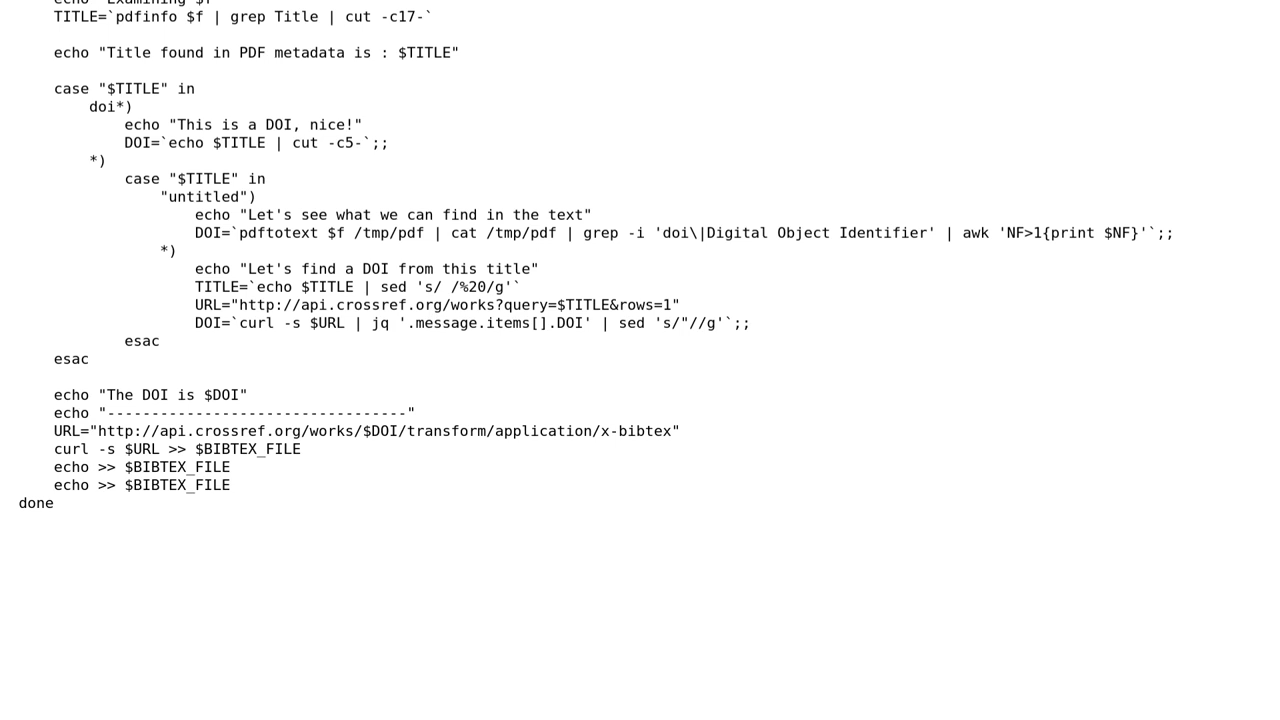 echo "Examining $f"
TITLE=`pdfinfo $f | grep Title | cut -c17-`
echo "Title found in PDF metadata is : $TITLE"
case "$TITLE" in
doi*)
echo "This is a DOI, nice!"
DOI=`echo $TITLE | cut -c5-`;;
*)
case "$TITLE" in
"untitled")
echo "Let's see what we can find in the text"
DOI=`pdftotext $f /tmp/pdf | cat /tmp/pdf | grep -i 'doi\|Digital Object Identifier' | awk 'NF>1{print $NF}'`;;
*)
echo "Let's find a DOI from this title"
TITLE=`echo $TITLE | sed 's/ /%20/g'`
URL="http://api.crossref.org/works?query=$TITLE&rows=1"
DOI=`curl -s $URL | jq '.message.items[].DOI' | sed 's/"//g'`;;
esac
esac
echo "The DOI is $DOI"
echo "----------------------------------"
URL="http://api.crossref.org/works/$DOI/transform/application/x-bibtex"
curl -s $URL >> $BIBTEX_FILE
echo >> $BIBTEX_FILE
echo >> $BIBTEX_FILE
done